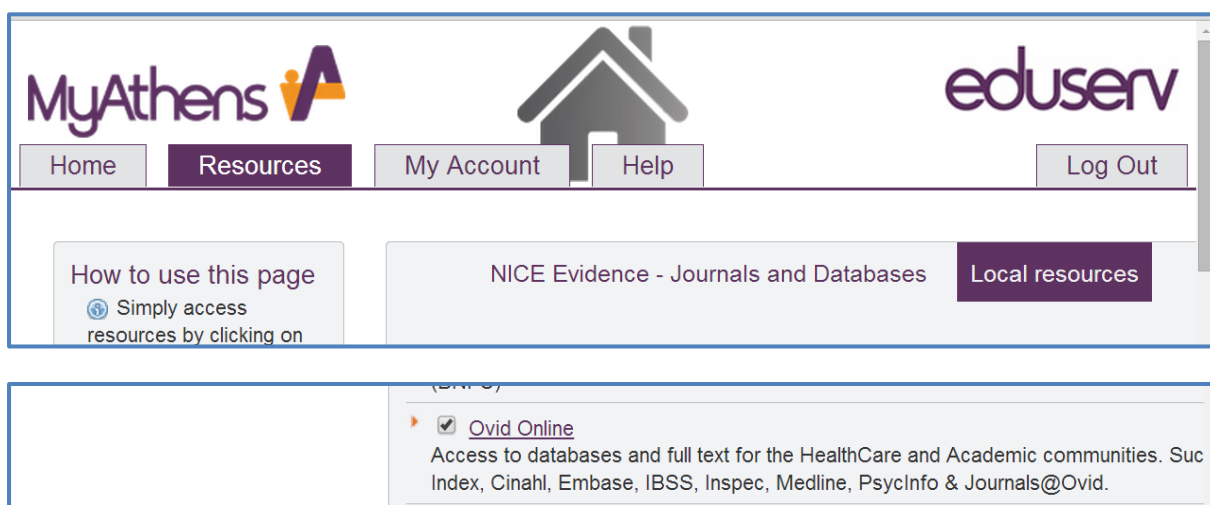 MyAthens
eduserv
Home Resources My Account Help Log Out
How to use this page
Simply access
resources by clicking on
NICE Evidence - Journals and Databases Local resources
Ovid Online
Access to databases and full text for the HealthCare and Academic communities. Suc
Index, Cinahl, Embase, IBSS, Inspec, Medline, PsycInfo & Journals@Ovid.